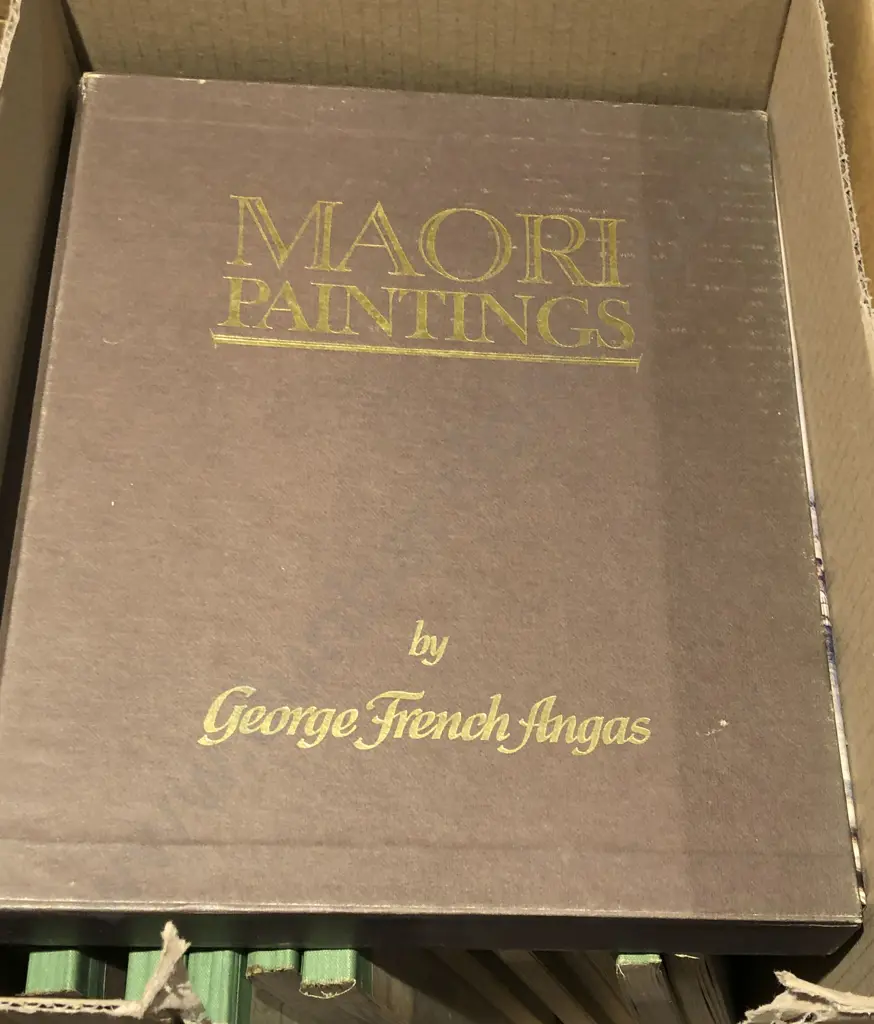 MAORI
PAINTINGS
by
George French Angas